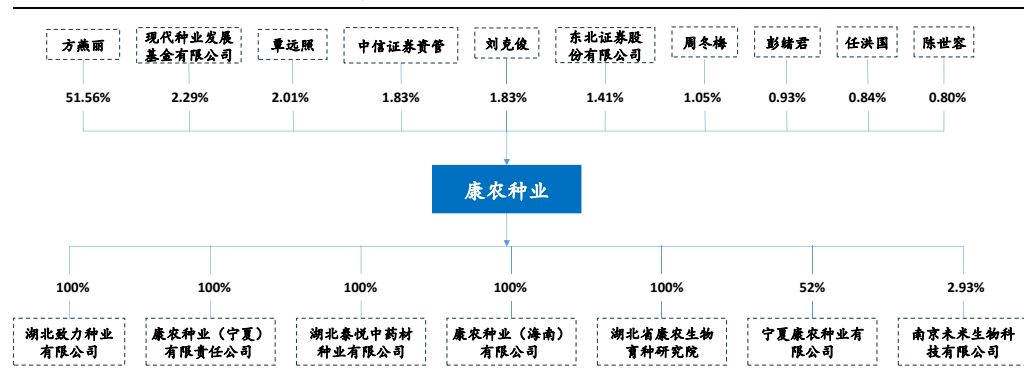 方燕丽
现代种业发展
基金有限公司
覃远照
中信证券资管
刘克俊
东北证券股
份有限公司
周冬梅
彭绪君
任洪国
陈世容
51.56%
2.29%
2.01%
1.83%
1.83%
1.41%
1.05%
0.93%
0.84%
0.80%
康农种业
100%
100%
100%
100%
100%
52%
2.93%
湖北致力种业
有限公司
康农种业（宁夏）
有限责任公司
湖北泰悦中药材
种业有限公司
康农种业（海南）
有限公司
湖北省康农生物
育种研究院
宁夏康农种业有
限公司
南京未米生物科
技有限公司